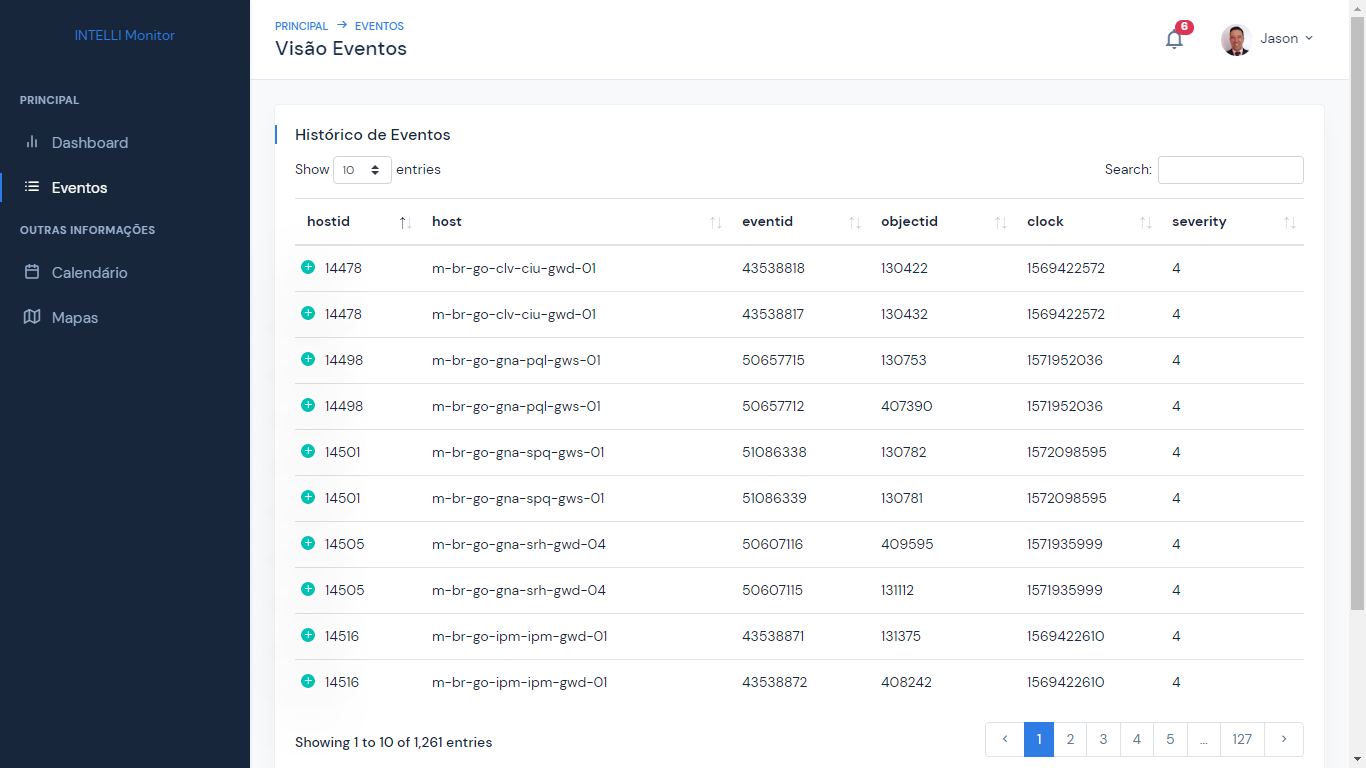 INTELLI Monitor
PRINCIPAL
Dashboard
Eventos
OUTRAS INFORMAÇÕES
Calendário
Mapas
PRINCIPAL → EVENTOS
Visão Eventos
6
Jason
Histórico de Eventos
Show 10 entries
Search:
hostid host eventid objectid clock severity
14478 m-br-go-clv-ciu-gwd-01 43538818 130422 1569422572 4
14478 m-br-go-clv-ciu-gwd-01 43538817 130432 1569422572 4
14498 m-br-go-gna-pql-gws-01 50657715 130753 1571952036 4
14498 m-br-go-gna-pql-gws-01 50657712 407390 1571952036 4
14501 m-br-go-gna-spq-gws-01 51086338 130782 1572098595 4
14501 m-br-go-gna-spq-gws-01 51086339 130781 1572098595 4
14505 m-br-go-gna-srh-gwd-04 50607116 409595 1571935999 4
14505 m-br-go-gna-srh-gwd-04 50607115 131112 1571935999 4
14516 m-br-go-ipm-ipm-gwd-01 43538871 131375 1569422610 4
14516 m-br-go-ipm-ipm-gwd-01 43538872 408242 1569422610 4
Showing 1 to 10 of 1,261 entries
‹ 1 2 3 4 5 … 127 ›